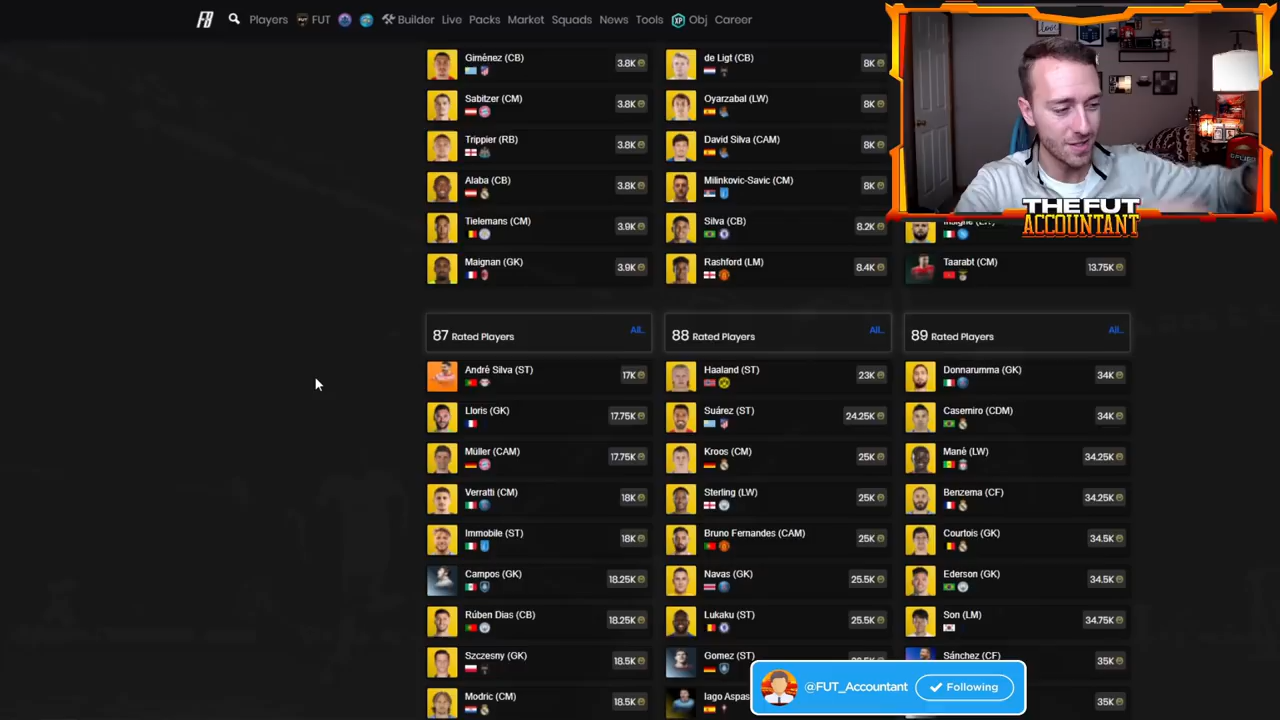 FB Players FUT Builder Live Packs Market Squads News Tools XP Obj Career
Giménez (CB) 3.8K
Sabitzer (CM) 3.8K
Trippier (RB) 3.8K
Alaba (CB) 3.8K
Tielemans (CM) 3.9K
Maignan (GK) 3.9K
de Ligt (CB) 8K
Oyarzabal (LW) 8K
David Silva (CAM) 8K
Milinkovic-Savic (CM) 8K
Silva (CB) 8.2K
Rashford (LM) 8.4K
Taarabt (CM) 13.75K
THE FUT
ACCOUNTANT
87 Rated Players All..
André Silva (ST) 17K
Lloris (GK) 17.75K
Müller (CAM) 17.75K
Verratti (CM) 18K
Immobile (ST) 18K
Campos (GK) 18.25K
Rúben Dias (CB) 18.25K
Szczesny (GK) 18.5K
Modric (CM) 18.5K
88 Rated Players All..
Haaland (ST) 23K
Suárez (ST) 24.25K
Kroos (CM) 25K
Sterling (LW) 25K
Bruno Fernandes (CAM) 25K
Navas (GK) 25.5K
Lukaku (ST) 25.5K
Gomez (ST)
Iago Aspas
89 Rated Players All..
Donnarumma (GK) 34K
Casemiro (CDM) 34K
Mané (LW) 34.25K
Benzema (CF) 34.25K
Courtois (GK) 34.5K
Ederson (GK) 34.5K
Son (LM) 34.75K
Sánchez (CF) 35K
35K
@FUT_Accountant Following